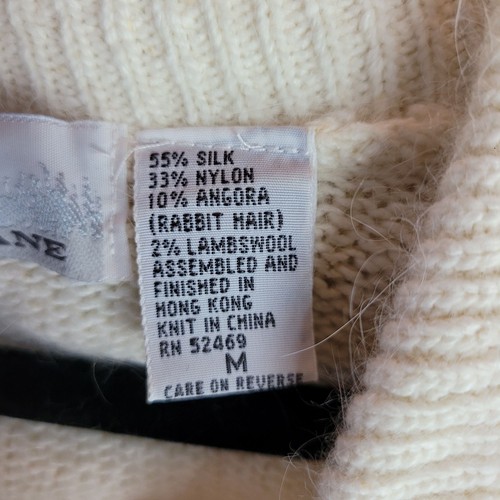 55% SILK
33% NYLON
10% ANGORA
(RABBIT HAIR)
2% LAMBSWOOL
ASSEMBLED AND
FINISHED IN
HONG KONG
KNIT IN CHINA
RN 52469
M
CARE ON REVERSE